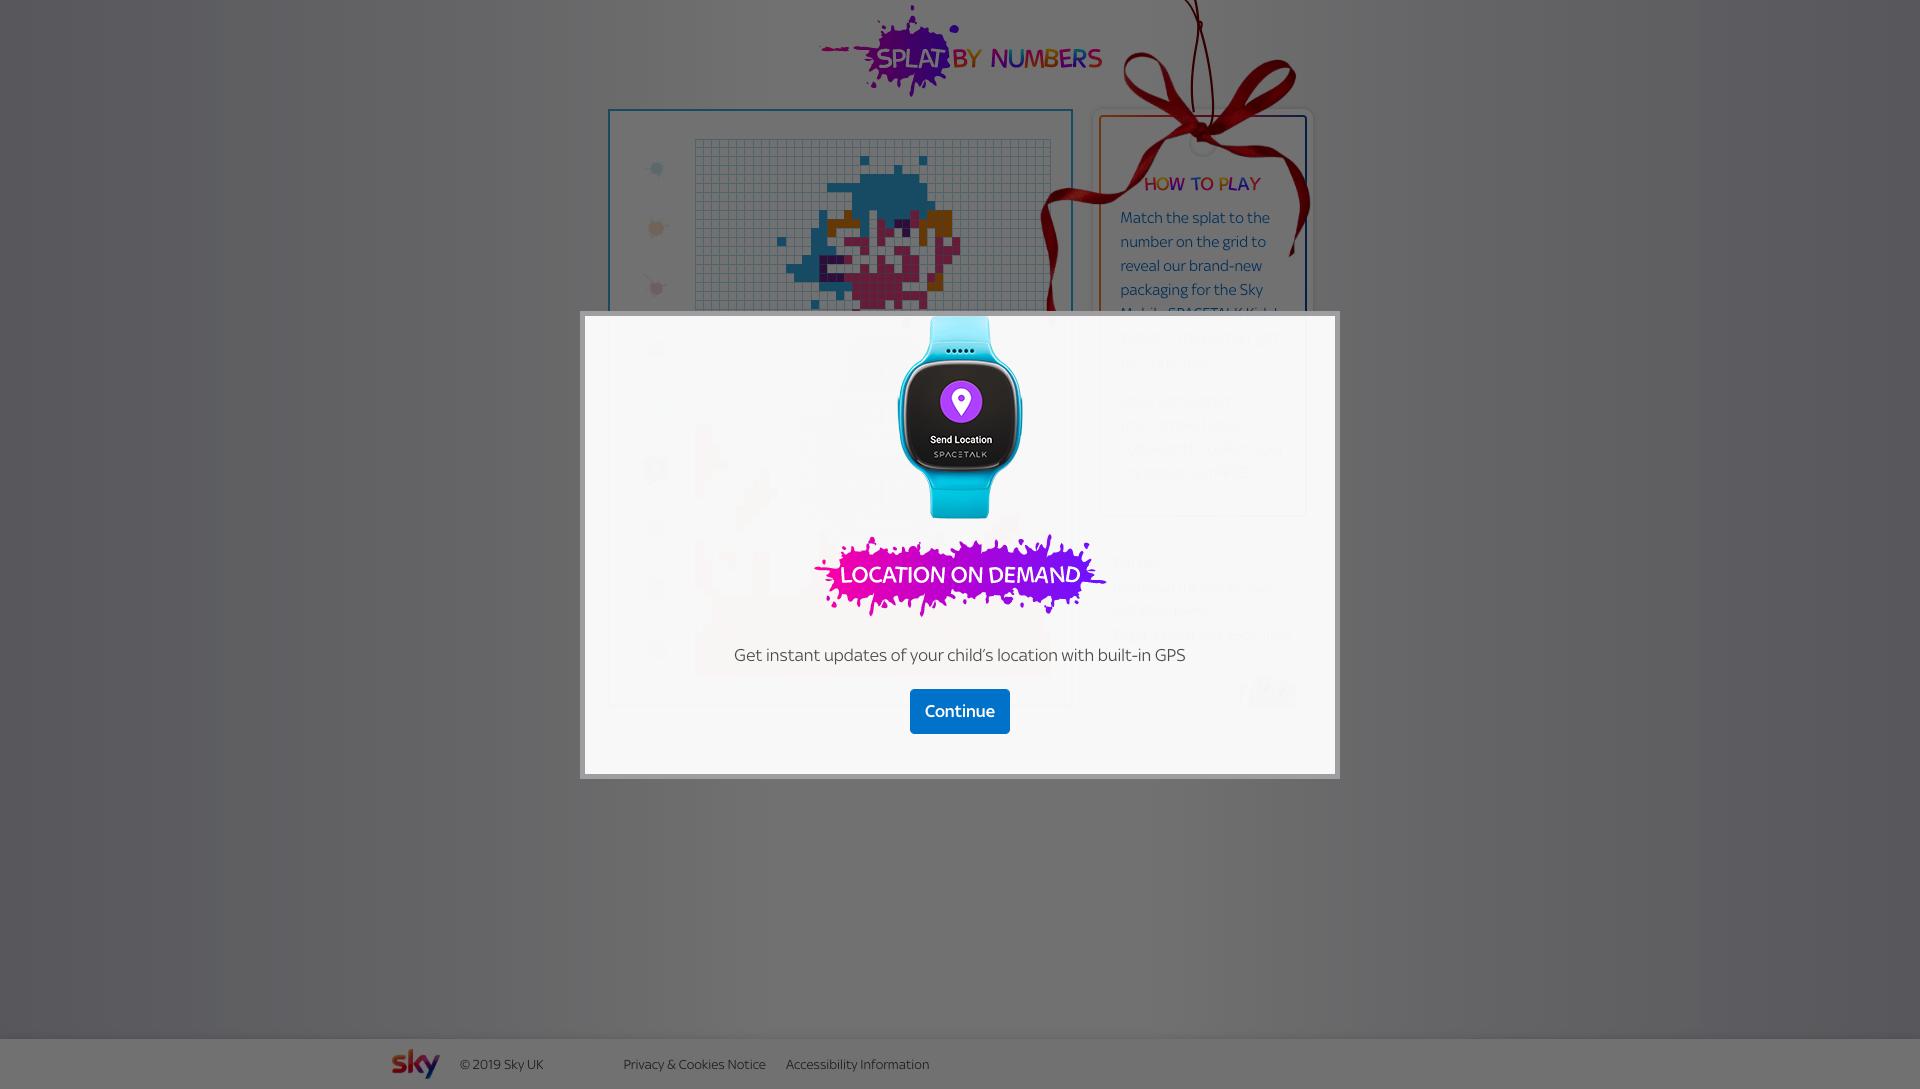 SPLAT BY NUMBERS
HOW TO PLAY
Match the splat to the
number on the grid to
reveal our brand-new
packaging for the Sky
Send Location
SPACETALK
LOCATION ON DEMAND
Get instant updates of your child’s location with built-in GPS
Continue
sky © 2019 Sky UK Privacy & Cookies Notice Accessibility Information